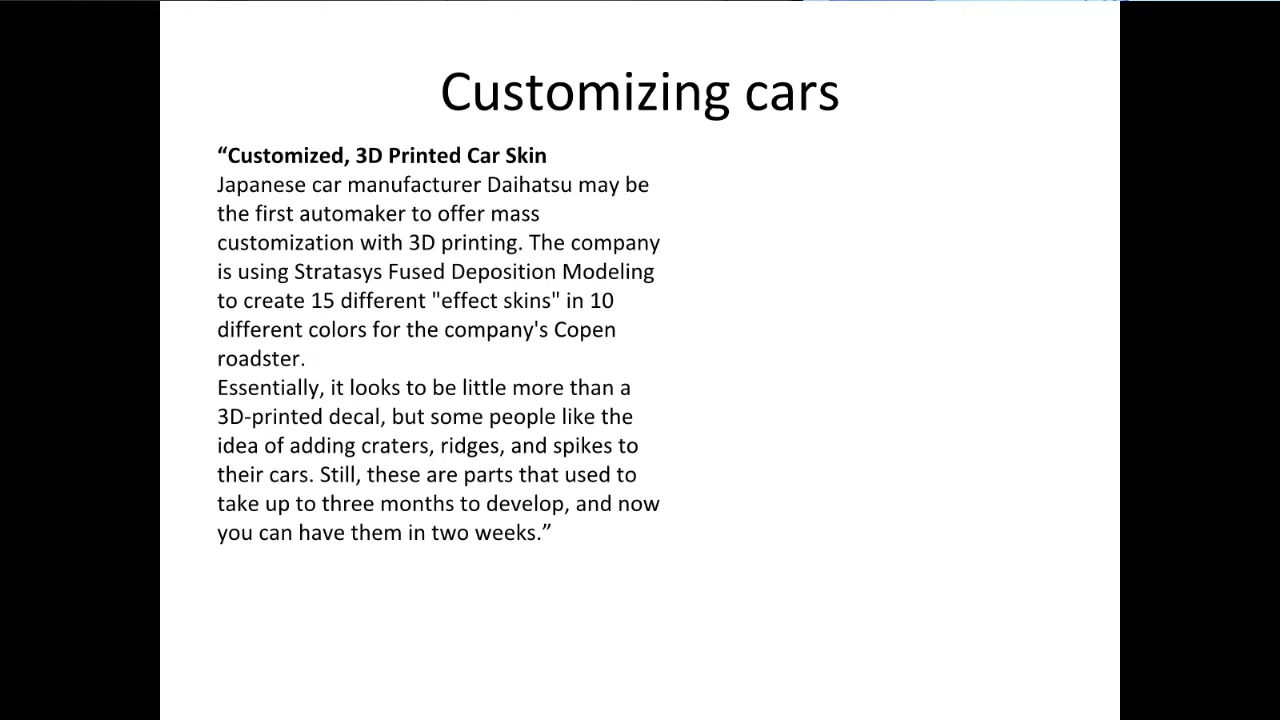 Customizing cars
“Customized, 3D Printed Car Skin
Japanese car manufacturer Daihatsu may be
the first automaker to offer mass
customization with 3D printing. The company
is using Stratasys Fused Deposition Modeling
to create 15 different "effect skins" in 10
different colors for the company's Copen
roadster.
Essentially, it looks to be little more than a
3D-printed decal, but some people like the
idea of adding craters, ridges, and spikes to
their cars. Still, these are parts that used to
take up to three months to develop, and now
you can have them in two weeks.”